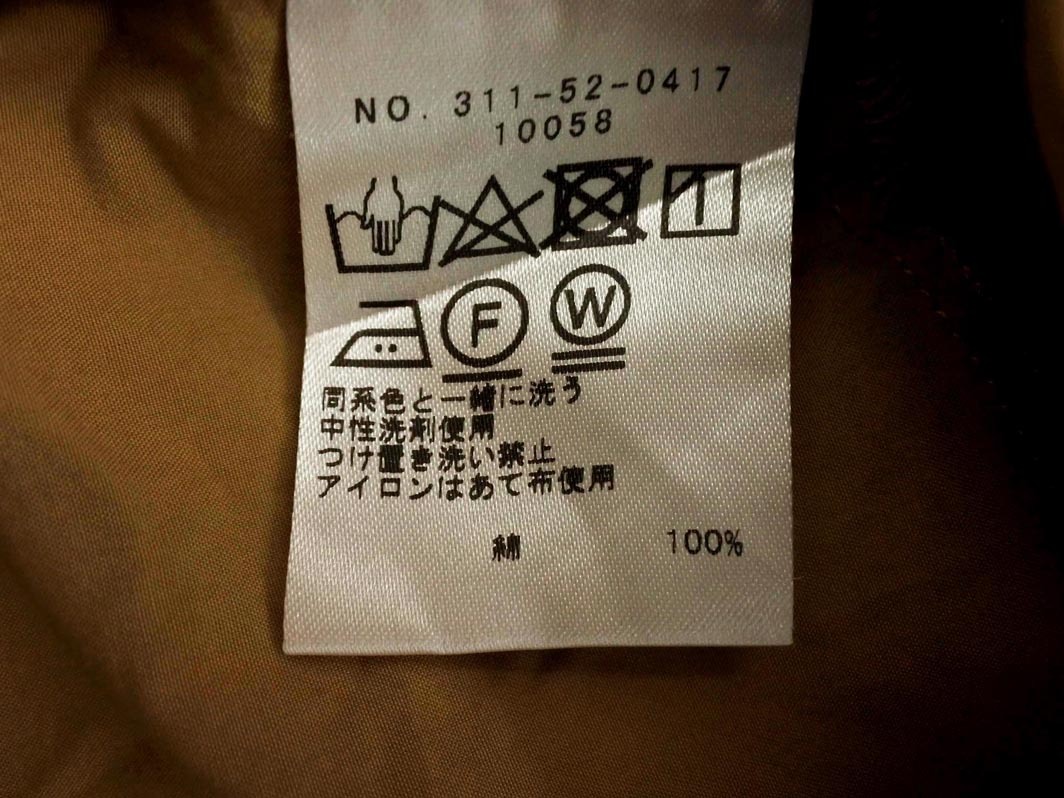 NO. 311-52-0417
10058
F W
同系色と一緒に洗う
中性洗剤使用
つけ置き洗い禁止
アイロンはあて布使用
綿 100%